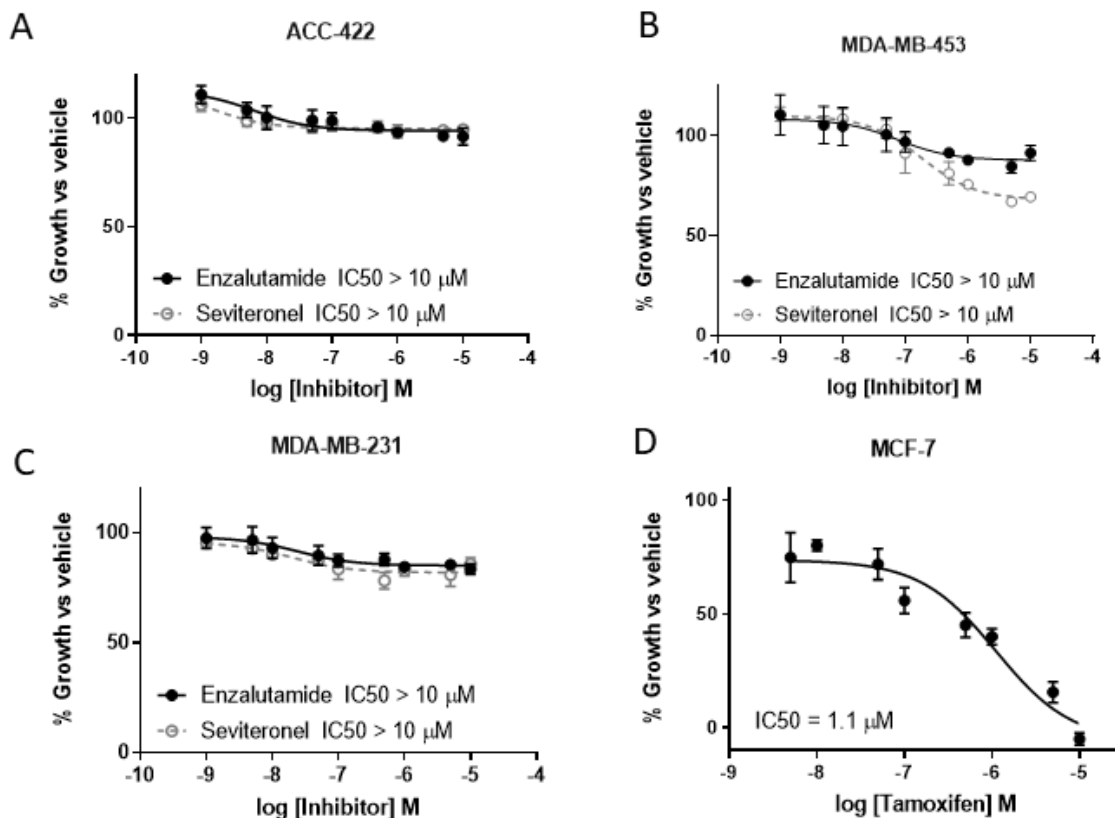 A
ACC-422
% Growth vs vehicle
100
50
0
Enzalutamide IC50 > 10 μM
Seviteronel IC50 > 10 μM
-10 -9 -8 -7 -6 -5 -4
log [Inhibitor] M
B
MDA-MB-453
% Growth vs vehicle
100
50
0
Enzalutamide IC50 > 10 μM
Seviteronel IC50 > 10 μM
-10 -9 -8 -7 -6 -5 -4
log [Inhibitor] M
C
MDA-MB-231
% Growth vs vehicle
100
50
0
Enzalutamide IC50 > 10 μM
Seviteronel IC50 > 10 μM
-10 -9 -8 -7 -6 -5 -4
log [Inhibitor] M
D
MCF-7
% Growth vs vehicle
100
50
0
IC50 = 1.1 μM
-9 -8 -7 -6 -5
log [Tamoxifen] M